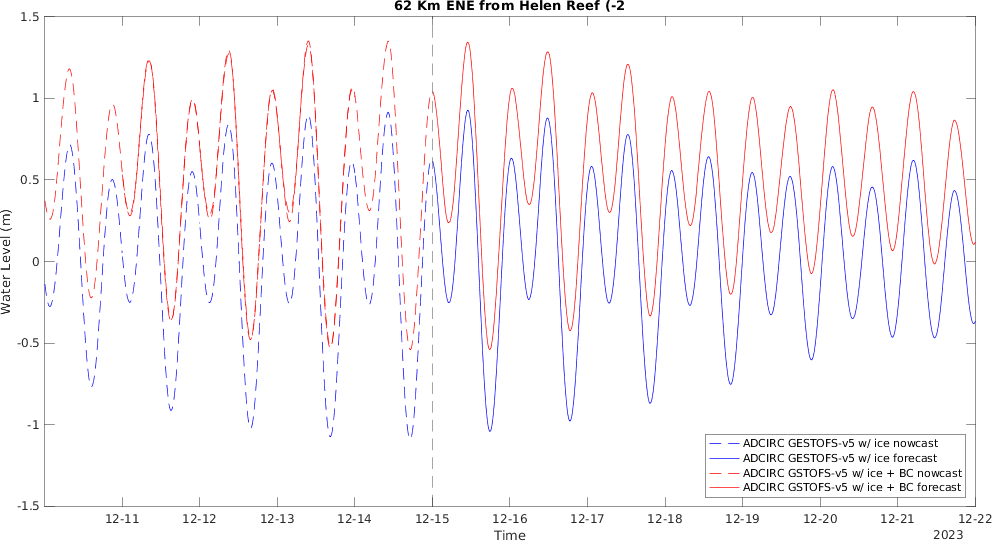 62 Km ENE from Helen Reef (-2
Water Level (m)
1.5
1
0.5
0
-0.5
-1
-1.5
ADCIRC GESTOFS-v5 w/ ice nowcast
ADCIRC GESTOFS-v5 w/ ice forecast
ADCIRC GSTOFS-v5 w/ ice + BC nowcast
ADCIRC GSTOFS-v5 w/ ice + BC forecast
12-11 12-12 12-13 12-14 12-15 12-16 12-17 12-18 12-19 12-20 12-21 12-22
Time
2023